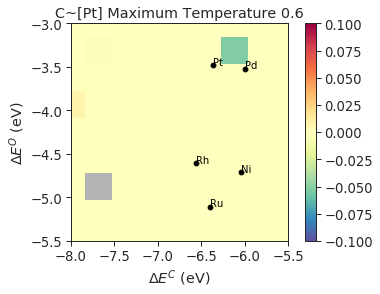 C~[Pt] Maximum Temperature 0.6
−3.0
−3.5
−4.0
−4.5
−5.0
−5.5
ΔE^O (eV)
Pt
Pd
Rh
Ni
Ru
−8.0 −7.5 −7.0 −6.5 −6.0 −5.5
ΔE^C (eV)
0.100
0.075
0.050
0.025
0.000
−0.025
−0.050
−0.075
−0.100